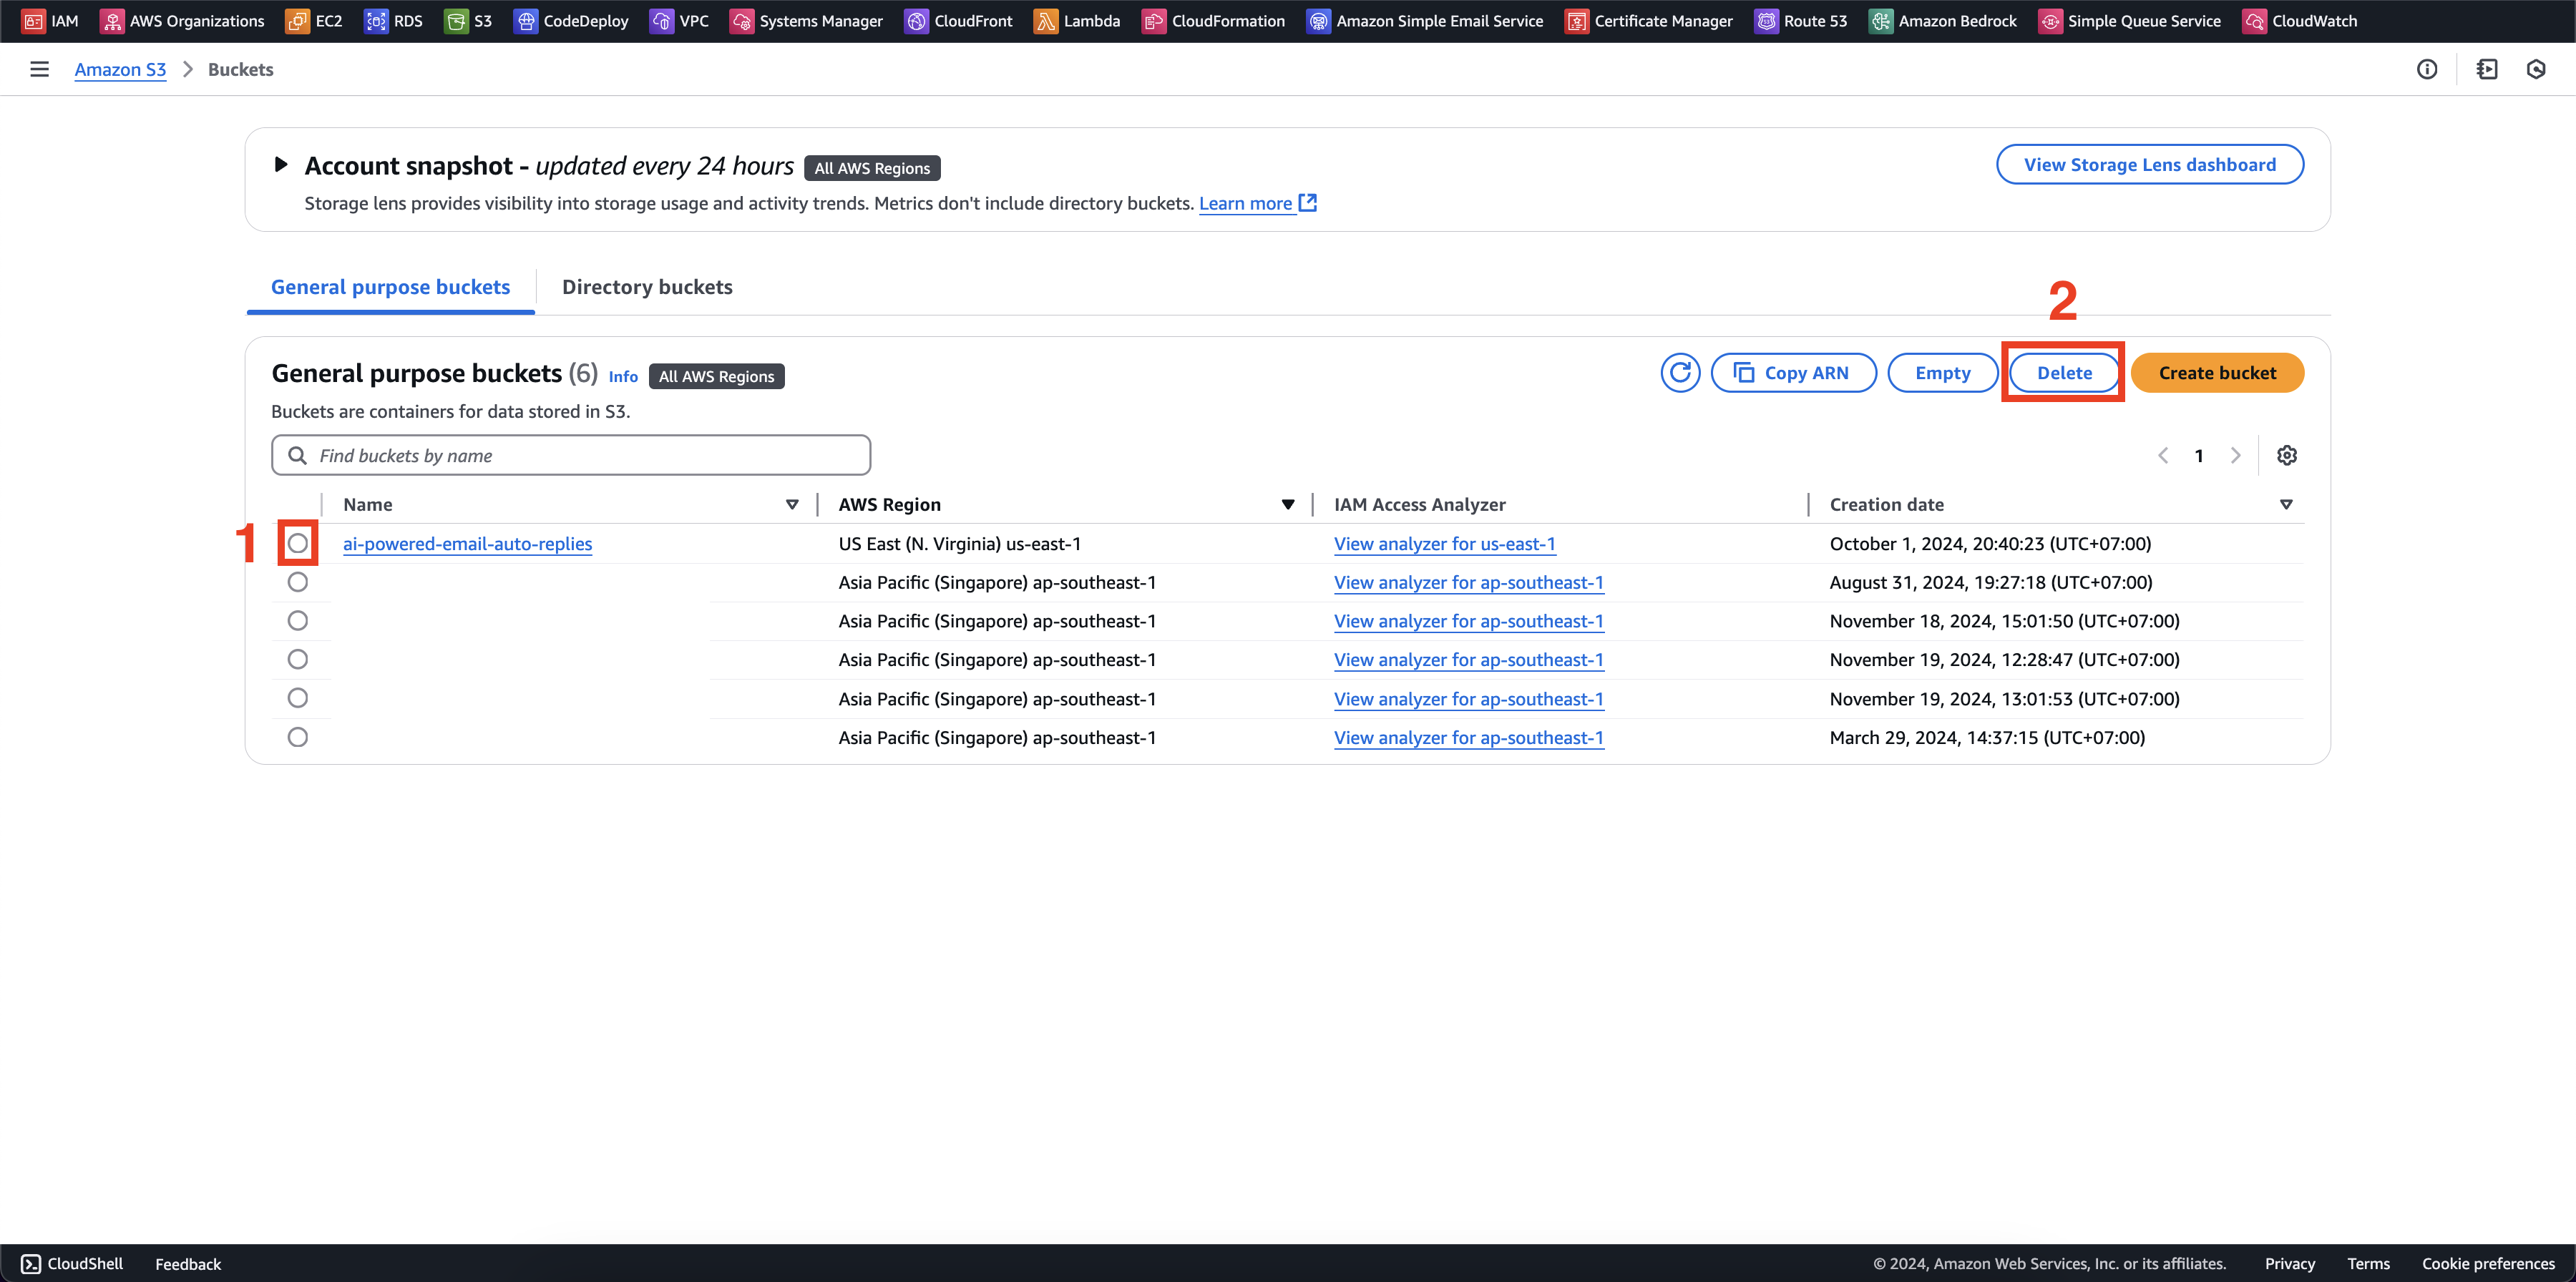 IAM AWS Organizations EC2 RDS S3 CodeDeploy VPC Systems Manager CloudFront Lambda CloudFormation Amazon Simple Email Service Certificate Manager Route 53 Amazon Bedrock Simple Queue Service CloudWatch
Amazon S3 > Buckets
Account snapshot - updated every 24 hours All AWS Regions View Storage Lens dashboard
Storage lens provides visibility into storage usage and activity trends. Metrics don't include directory buckets. Learn more
General purpose buckets Directory buckets
2
General purpose buckets (6) Info All AWS Regions Copy ARN Empty Delete Create bucket
Buckets are containers for data stored in S3.
Find buckets by name 1
Name AWS Region IAM Access Analyzer Creation date
1 ai-powered-email-auto-replies US East (N. Virginia) us-east-1 View analyzer for us-east-1 October 1, 2024, 20:40:23 (UTC+07:00)
Asia Pacific (Singapore) ap-southeast-1 View analyzer for ap-southeast-1 August 31, 2024, 19:27:18 (UTC+07:00)
Asia Pacific (Singapore) ap-southeast-1 View analyzer for ap-southeast-1 November 18, 2024, 15:01:50 (UTC+07:00)
Asia Pacific (Singapore) ap-southeast-1 View analyzer for ap-southeast-1 November 19, 2024, 12:28:47 (UTC+07:00)
Asia Pacific (Singapore) ap-southeast-1 View analyzer for ap-southeast-1 November 19, 2024, 13:01:53 (UTC+07:00)
Asia Pacific (Singapore) ap-southeast-1 View analyzer for ap-southeast-1 March 29, 2024, 14:37:15 (UTC+07:00)
CloudShell Feedback © 2024, Amazon Web Services, Inc. or its affiliates. Privacy Terms Cookie preferences